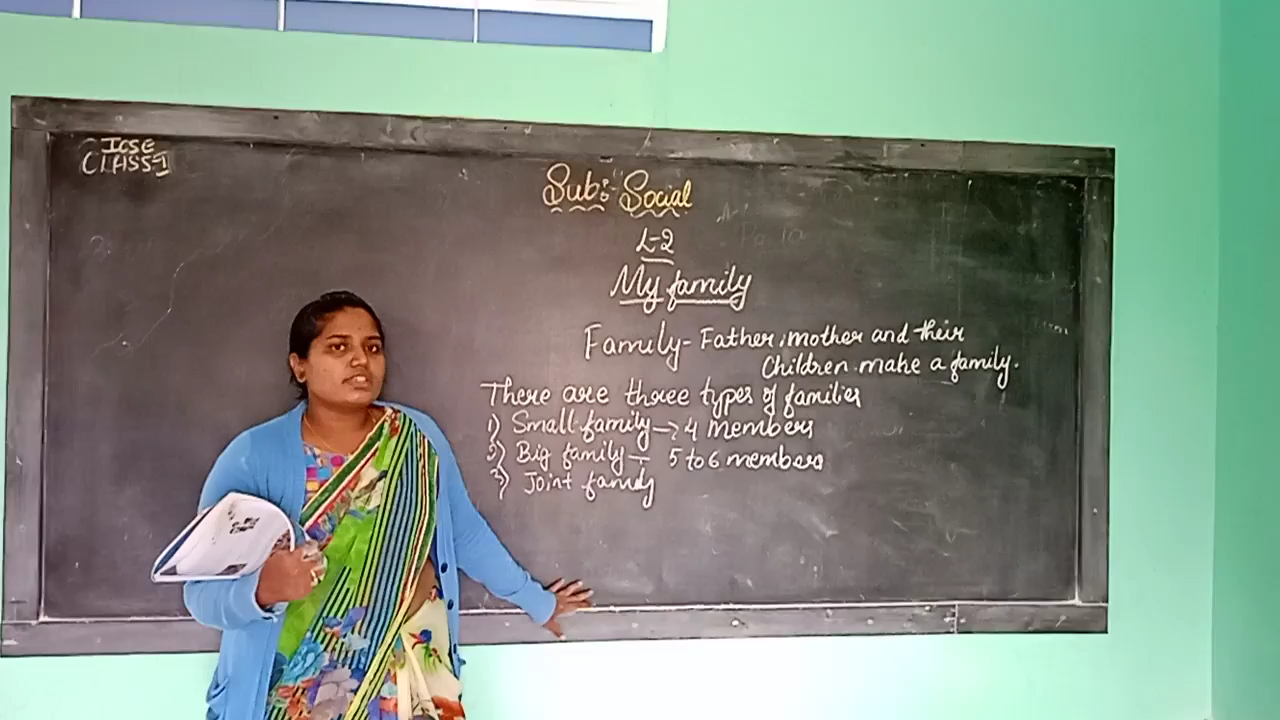 ICSE
CLASS-1
Sub:- Social
L-2
My family
Family - Father, mother and their
Children make a family.
There are three types of families
1) Small family → 4 members
2) Big family - 5 to 6 members
3) Joint family